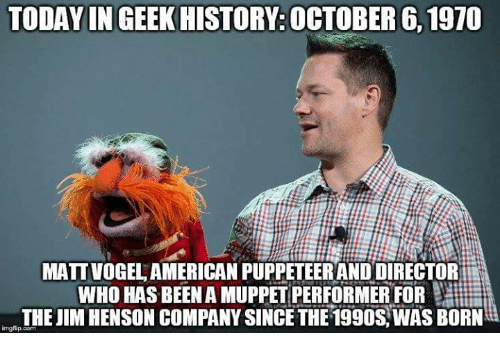 TODAY IN GEEK HISTORY: OCTOBER 6, 1970
MATT VOGEL, AMERICAN PUPPETEER AND DIRECTOR
WHO HAS BEEN A MUPPET PERFORMER FOR
THE JIM HENSON COMPANY SINCE THE 1990S, WAS BORN
imgflip.com